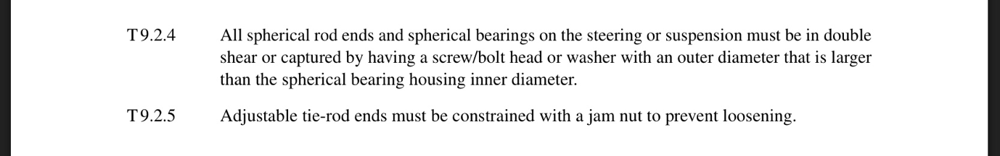 T9.2.4 All spherical rod ends and spherical bearings on the steering or suspension must be in double
shear or captured by having a screw/bolt head or washer with an outer diameter that is larger
than the spherical bearing housing inner diameter.
T9.2.5 Adjustable tie-rod ends must be constrained with a jam nut to prevent loosening.